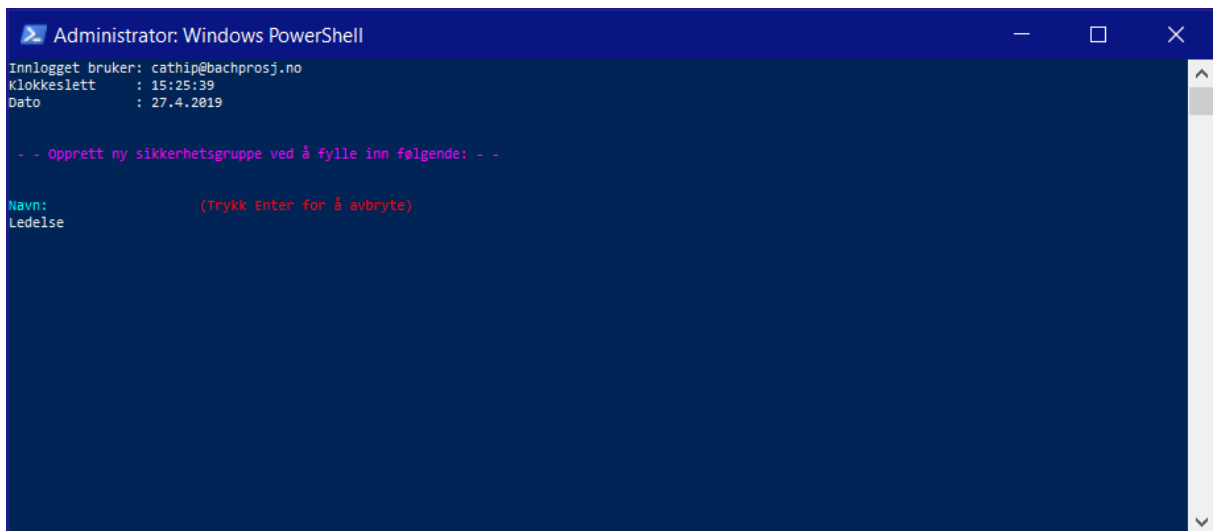 Administrator: Windows PowerShell
Innlogget bruker: cathip@bachprosj.no
Klokkeslett : 15:25:39
Dato : 27.4.2019
- - Opprett ny sikkerhetsgruppe ved å fylle inn følgende: - -
Navn: (Trykk Enter for å avbryte)
Ledelse